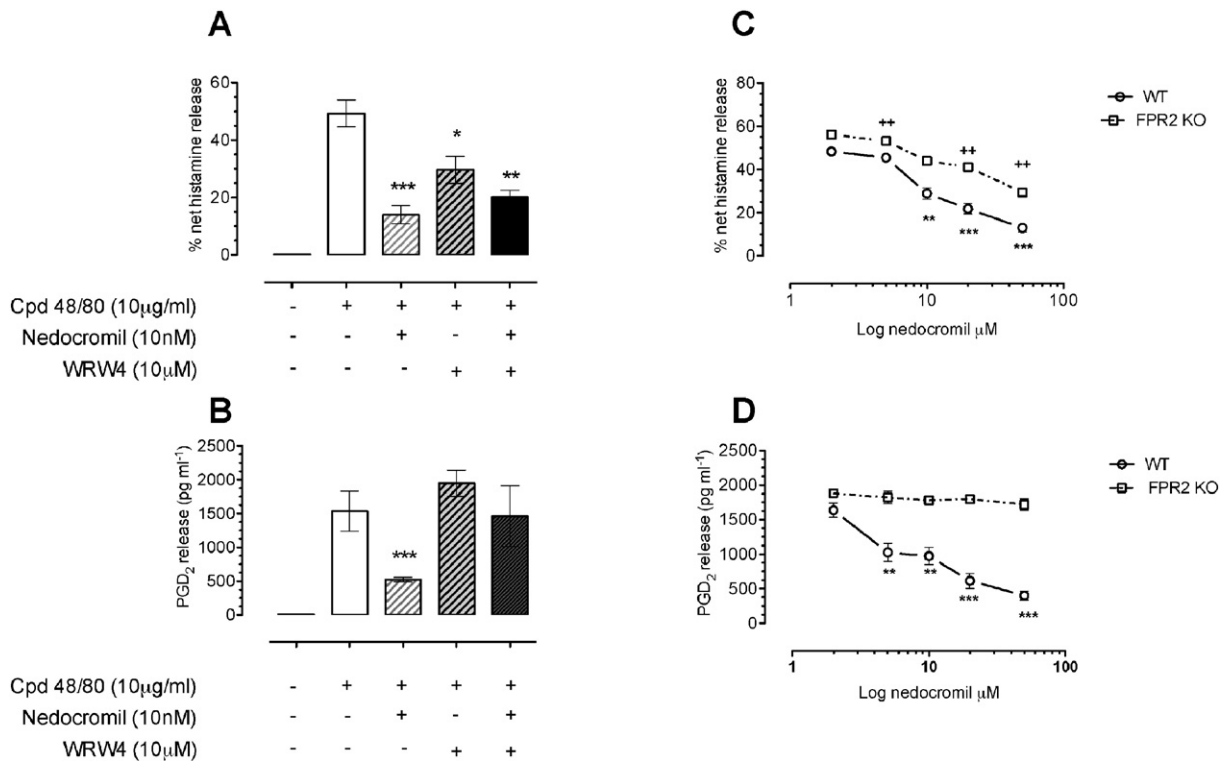 A
% net histamine release
60
40
20
0
*** * **
Cpd 48/80 (10μg/ml) - + + + +
Nedocromil (10nM) - - + - +
WRW4 (10μM) - - - + +
B
PGD2 release (pg ml-1)
2500
2000
1500
1000
500
0
***
Cpd 48/80 (10μg/ml) - + + + +
Nedocromil (10nM) - - + - +
WRW4 (10μM) - - - + +
C
% net histamine release
80
60
40
20
0
++ ++ ++
** *** ***
1 10 100
Log nedocromil μM
WT
FPR2 KO
D
PGD2 release (pg ml-1)
2500
2000
1500
1000
500
0
** ** *** ***
1 10 100
Log nedocromil μM
WT
FPR2 KO